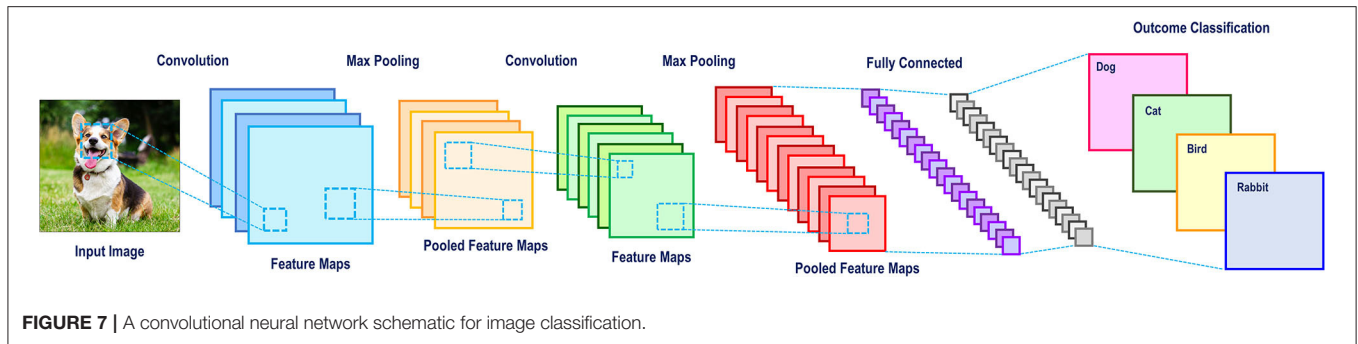 Outcome Classification
Convolution
Max Pooling
Convolution
Max Pooling
Fully Connected
Dog
Cat
Bird
Rabbit
Input Image
Feature Maps
Pooled Feature Maps
Feature Maps
Pooled Feature Maps
FIGURE 7 | A convolutional neural network schematic for image classification.